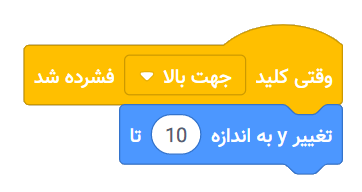 وقتی کلید جهت بالا فشرده شد
تغییر y به اندازه 10 تا